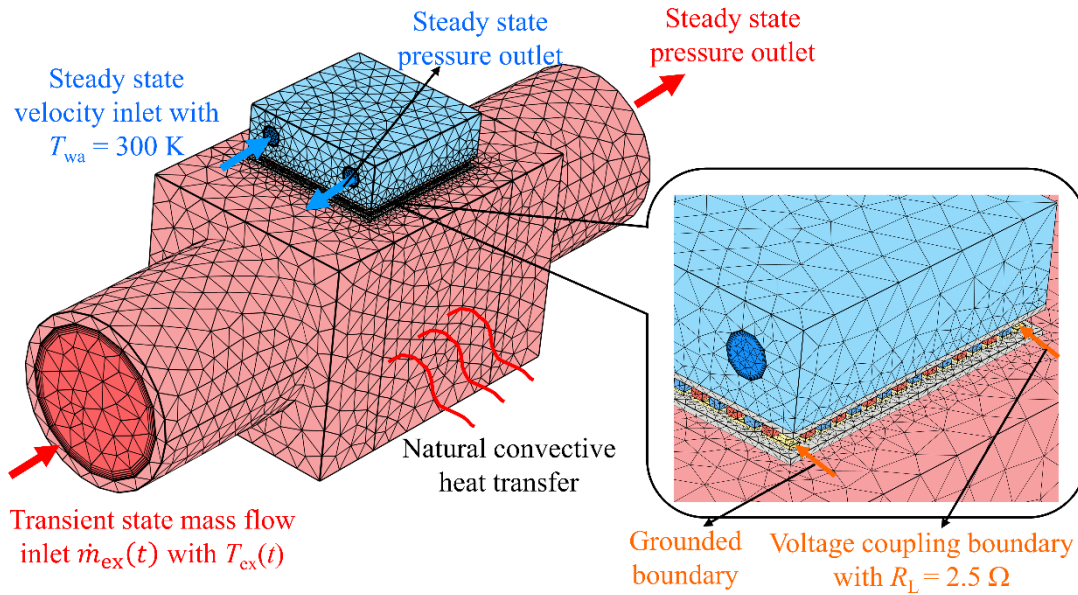 Steady state
pressure outlet
Steady state
pressure outlet
Steady state
velocity inlet with
T_wa = 300 K
Natural convective
heat transfer
Transient state mass flow
inlet ṁ_ex(t) with T_ex(t)
Grounded
boundary
Voltage coupling boundary
with R_L = 2.5 Ω